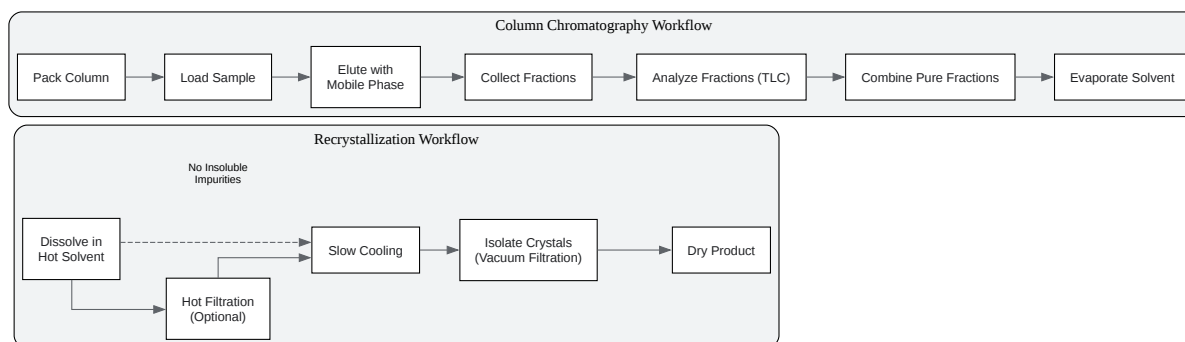 Column Chromatography Workflow
Pack Column
Load Sample
Elute with
Mobile Phase
Collect Fractions
Analyze Fractions (TLC)
Combine Pure Fractions
Evaporate Solvent
Recrystallization Workflow
No Insoluble
Impurities
Dissolve in
Hot Solvent
Hot Filtration
(Optional)
Slow Cooling
Isolate Crystals
(Vacuum Filtration)
Dry Product